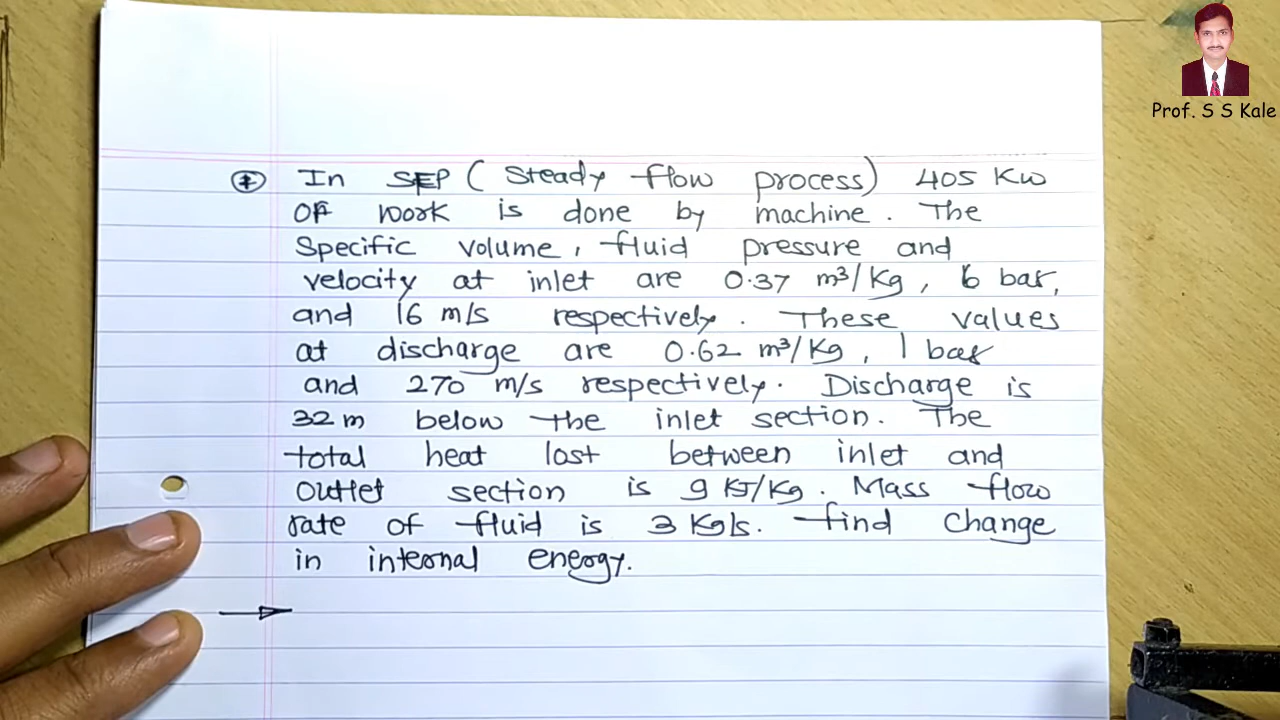 Prof. S S Kale
* In SFP (Steady flow process) 405 Kw
OF work is done by machine. The
Specific volume, fluid pressure and
velocity at inlet are 0.37 m³/Kg, 6 bar,
and 16 m/s respectively. These values
at discharge are 0.62 m³/Kg, 1 bar
and 270 m/s respectively. Discharge is
32m below the inlet section. The
total heat lost between inlet and
outlet section is 9 KJ/Kg. Mass flow
rate of fluid is 3 Kg/s. find change
in internal energy.